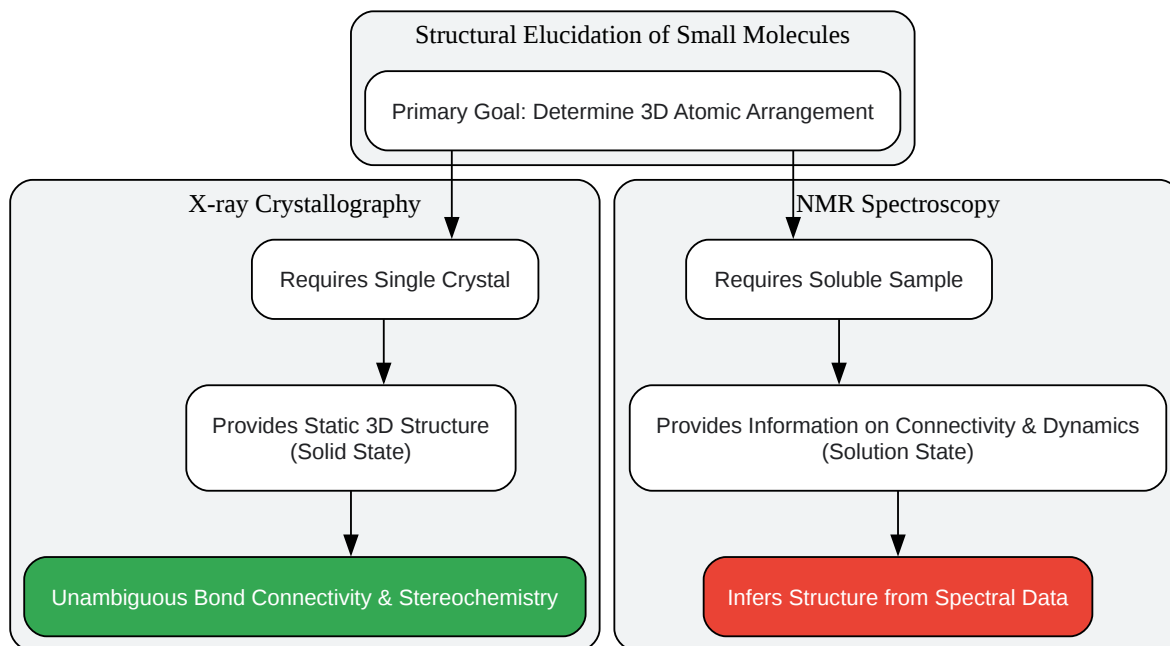 Structural Elucidation of Small Molecules
Primary Goal: Determine 3D Atomic Arrangement
X-ray Crystallography
Requires Single Crystal
Provides Static 3D Structure
(Solid State)
Unambiguous Bond Connectivity & Stereochemistry
NMR Spectroscopy
Requires Soluble Sample
Provides Information on Connectivity & Dynamics
(Solution State)
Infers Structure from Spectral Data